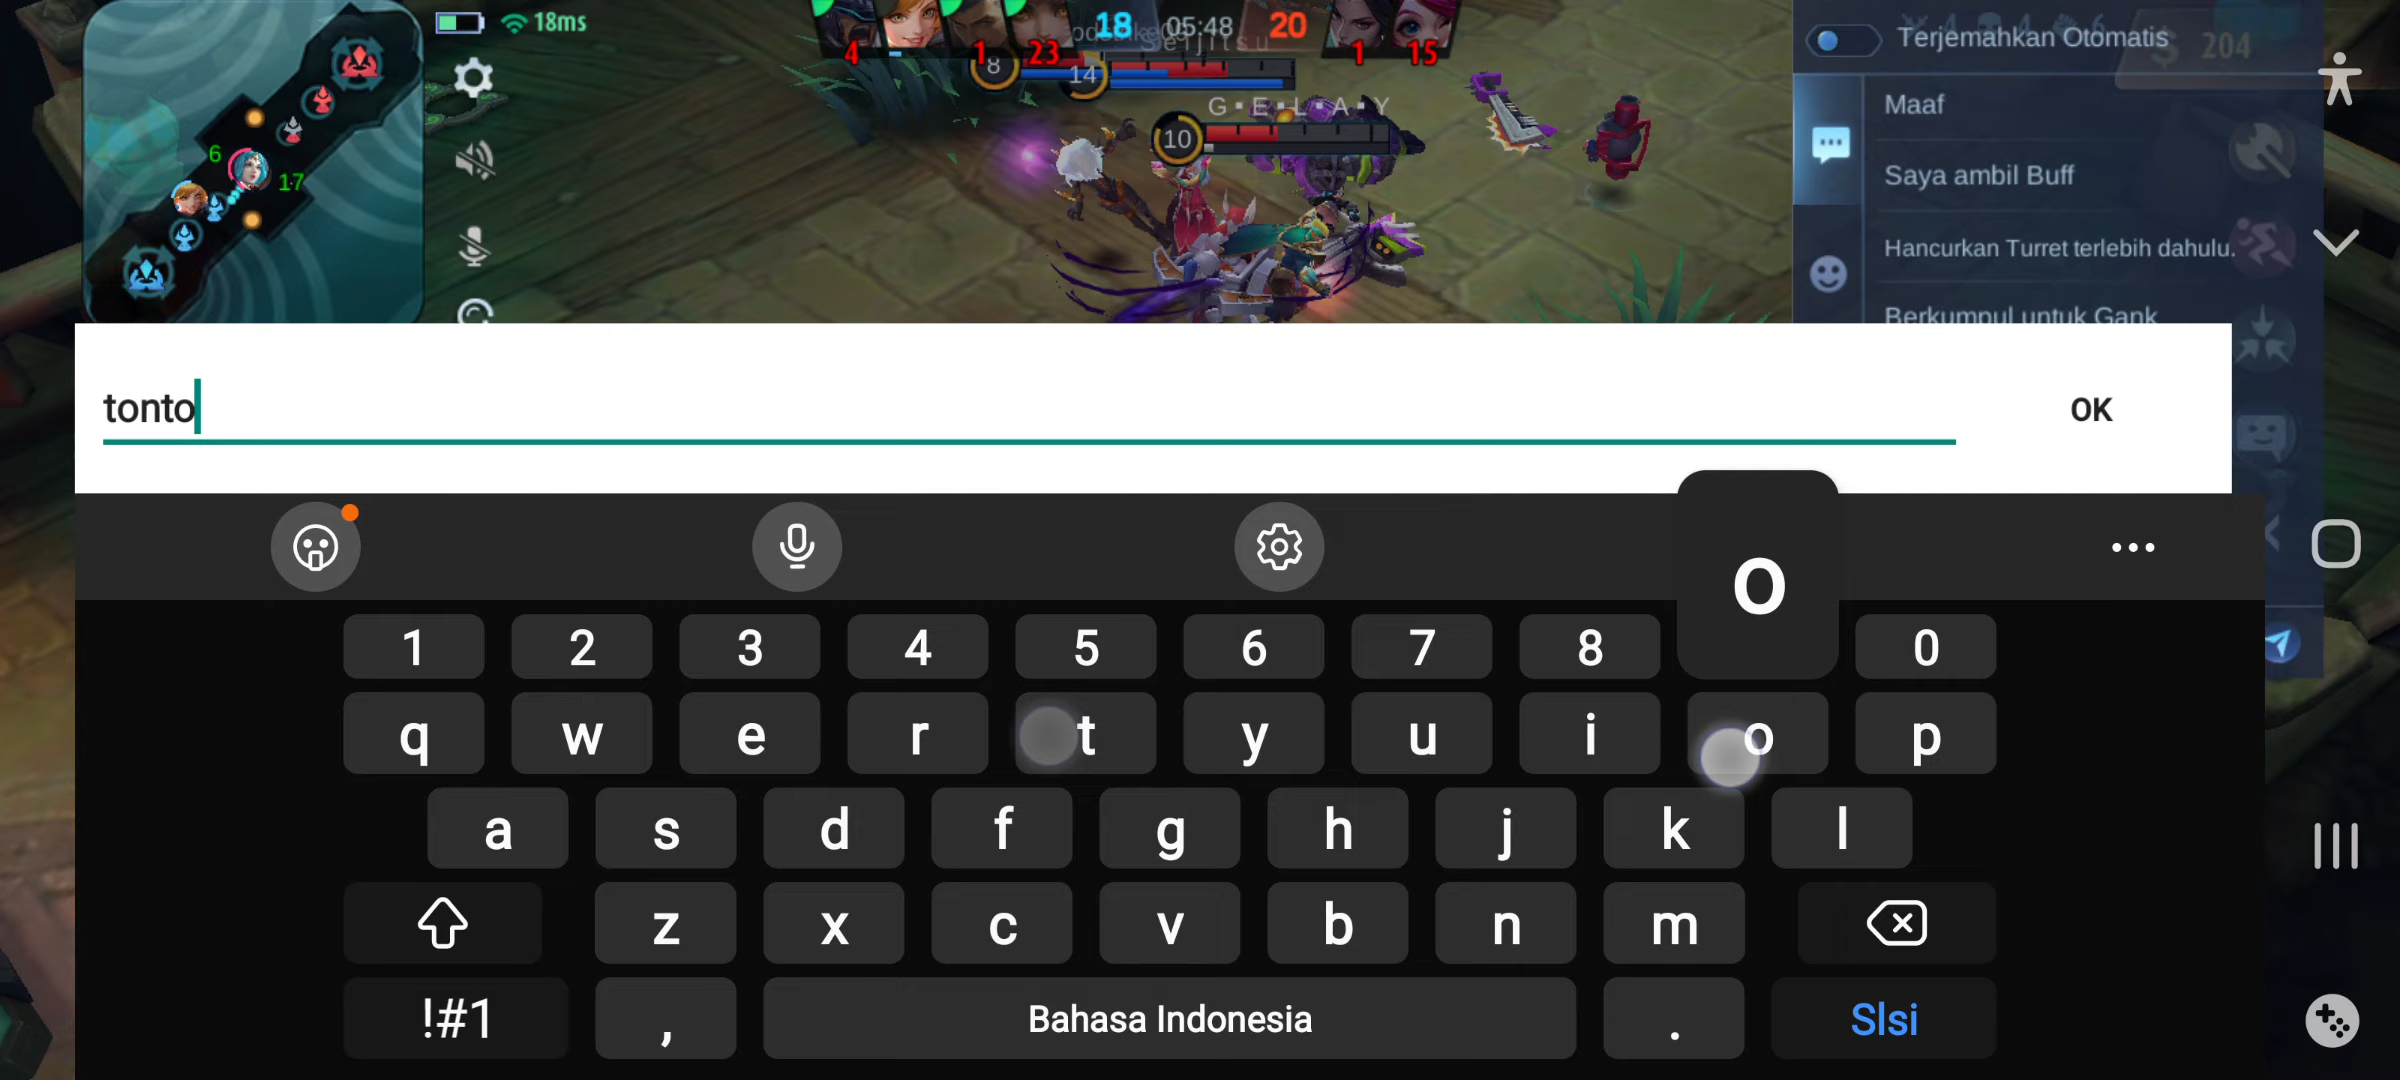 18ms
4
1
23
18
05:48
20
1
15
Seijitsu
8
14
G·E·L·A·Y
10
6
17
204
Terjemahkan Otomatis
Maaf
Saya ambil Buff
Hancurkan Turret terlebih dahulu.
Berkumpul untuk Gank
tonto
OK
o
1 2 3 4 5 6 7 8 0
q w e r t y u i o p
a s d f g h j k l
z x c v b n m
!#1 , Bahasa Indonesia . Slsi